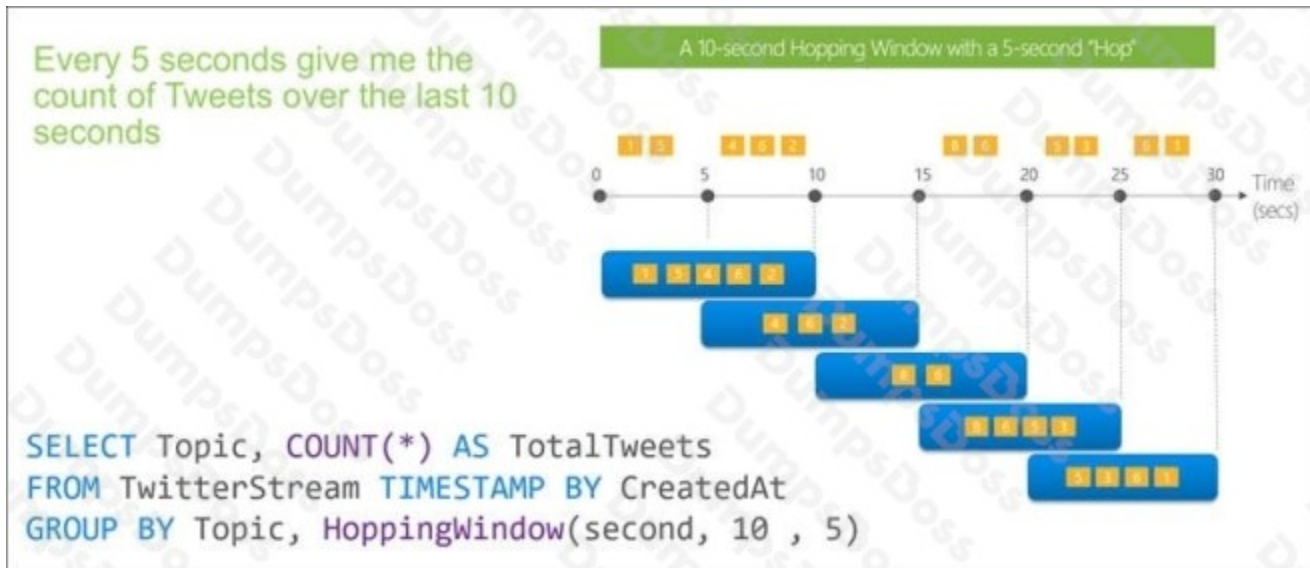 Every 5 seconds give me the
count of Tweets over the last 10
seconds
A 10-second Hopping Window with a 5-second "Hop"
1 5 4 6 2 8 6 5 3 6 1
0 5 10 15 20 25 30
Time
(secs)
1 5 4 6 2
4 6 2
8 6
8 6 5 3
5 3 6 1
SELECT Topic, COUNT(*) AS TotalTweets
FROM TwitterStream TIMESTAMP BY CreatedAt
GROUP BY Topic, HoppingWindow(second, 10 , 5)
DumpsDoss